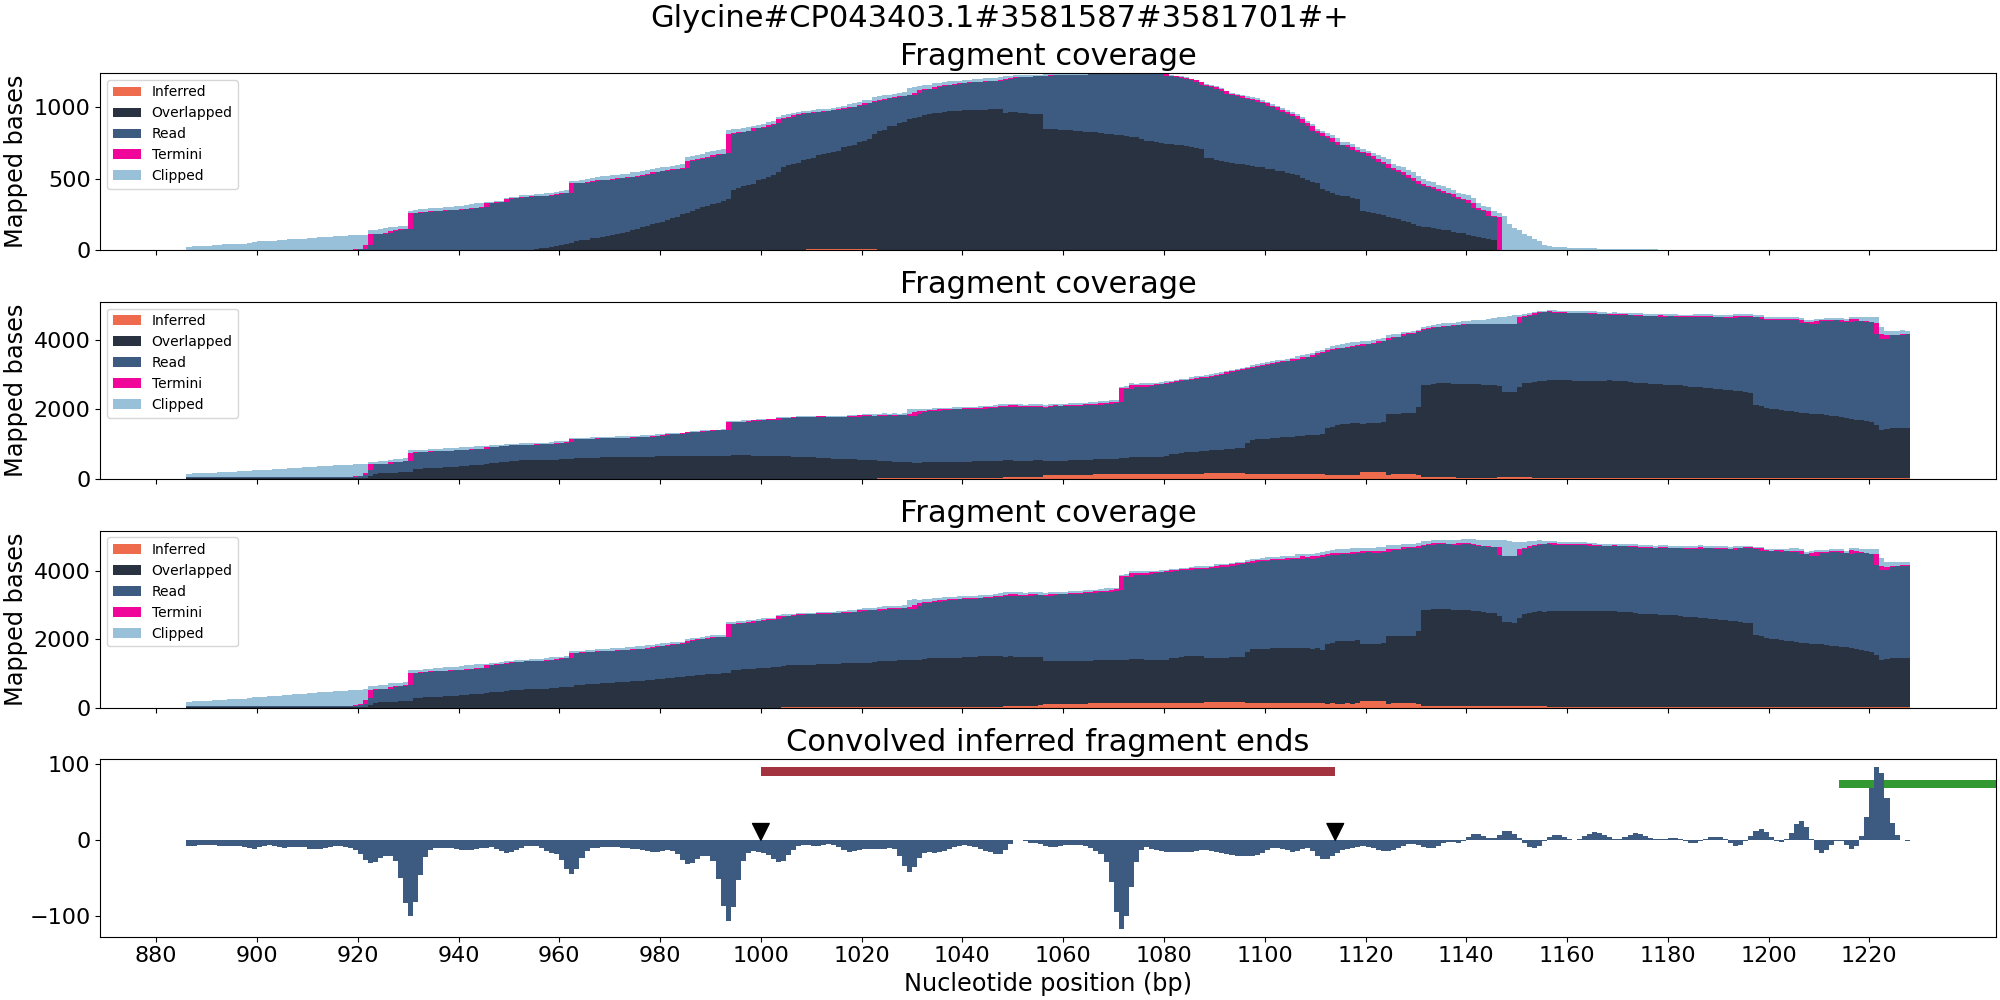 Glycine#CP043403.1#3581587#3581701#+
Fragment coverage
Mapped bases
1000
500
0
Inferred
Overlapped
Read
Termini
Clipped
Fragment coverage
Mapped bases
4000
2000
0
Inferred
Overlapped
Read
Termini
Clipped
Fragment coverage
Mapped bases
4000
2000
0
Inferred
Overlapped
Read
Termini
Clipped
Convolved inferred fragment ends
100
0
−100
880 900 920 940 960 980 1000 1020 1040 1060 1080 1100 1120 1140 1160 1180 1200 1220
Nucleotide position (bp)